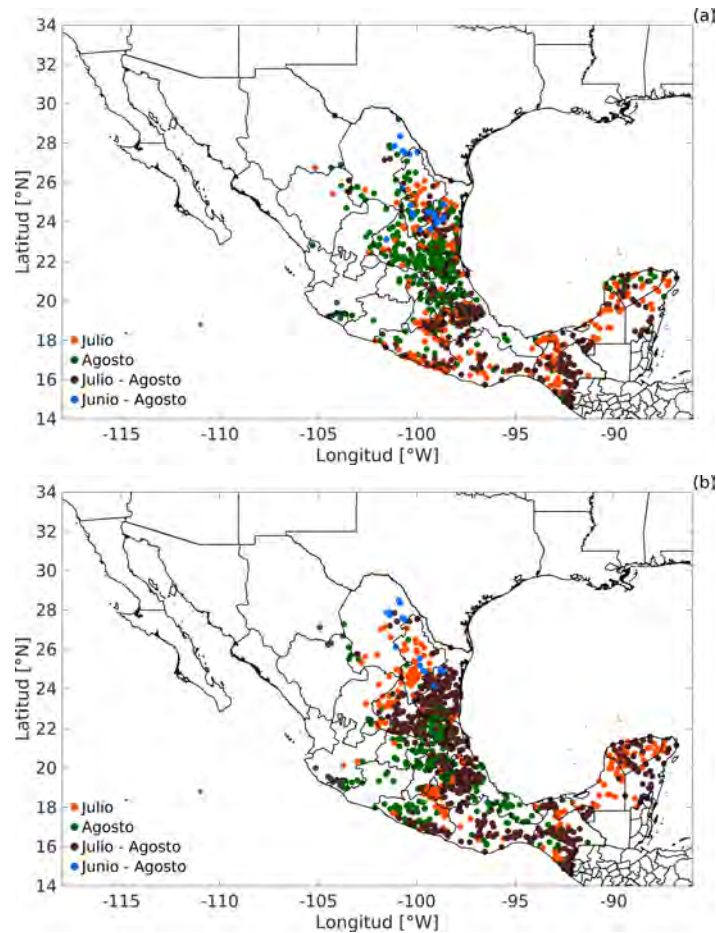 (a)
34
32
30
28
26
24
22
20
18
16
14
Latitud [°N]
Julio
Agosto
Julio - Agosto
Junio - Agosto
-115 -110 -105 -100 -95 -90
Longitud [°W]
(b)
34
32
30
28
26
24
22
20
18
16
14
Latitud [°N]
Julio
Agosto
Julio - Agosto
Junio - Agosto
-115 -110 -105 -100 -95 -90
Longitud [°W]